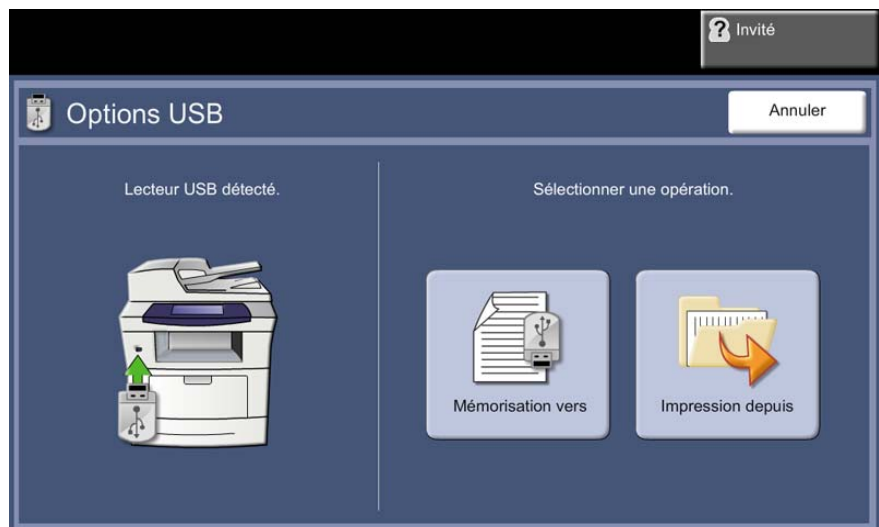 Invité
Options USB
Annuler
Lecteur USB détecté.
Sélectionner une opération.
Mémorisation vers
Impression depuis